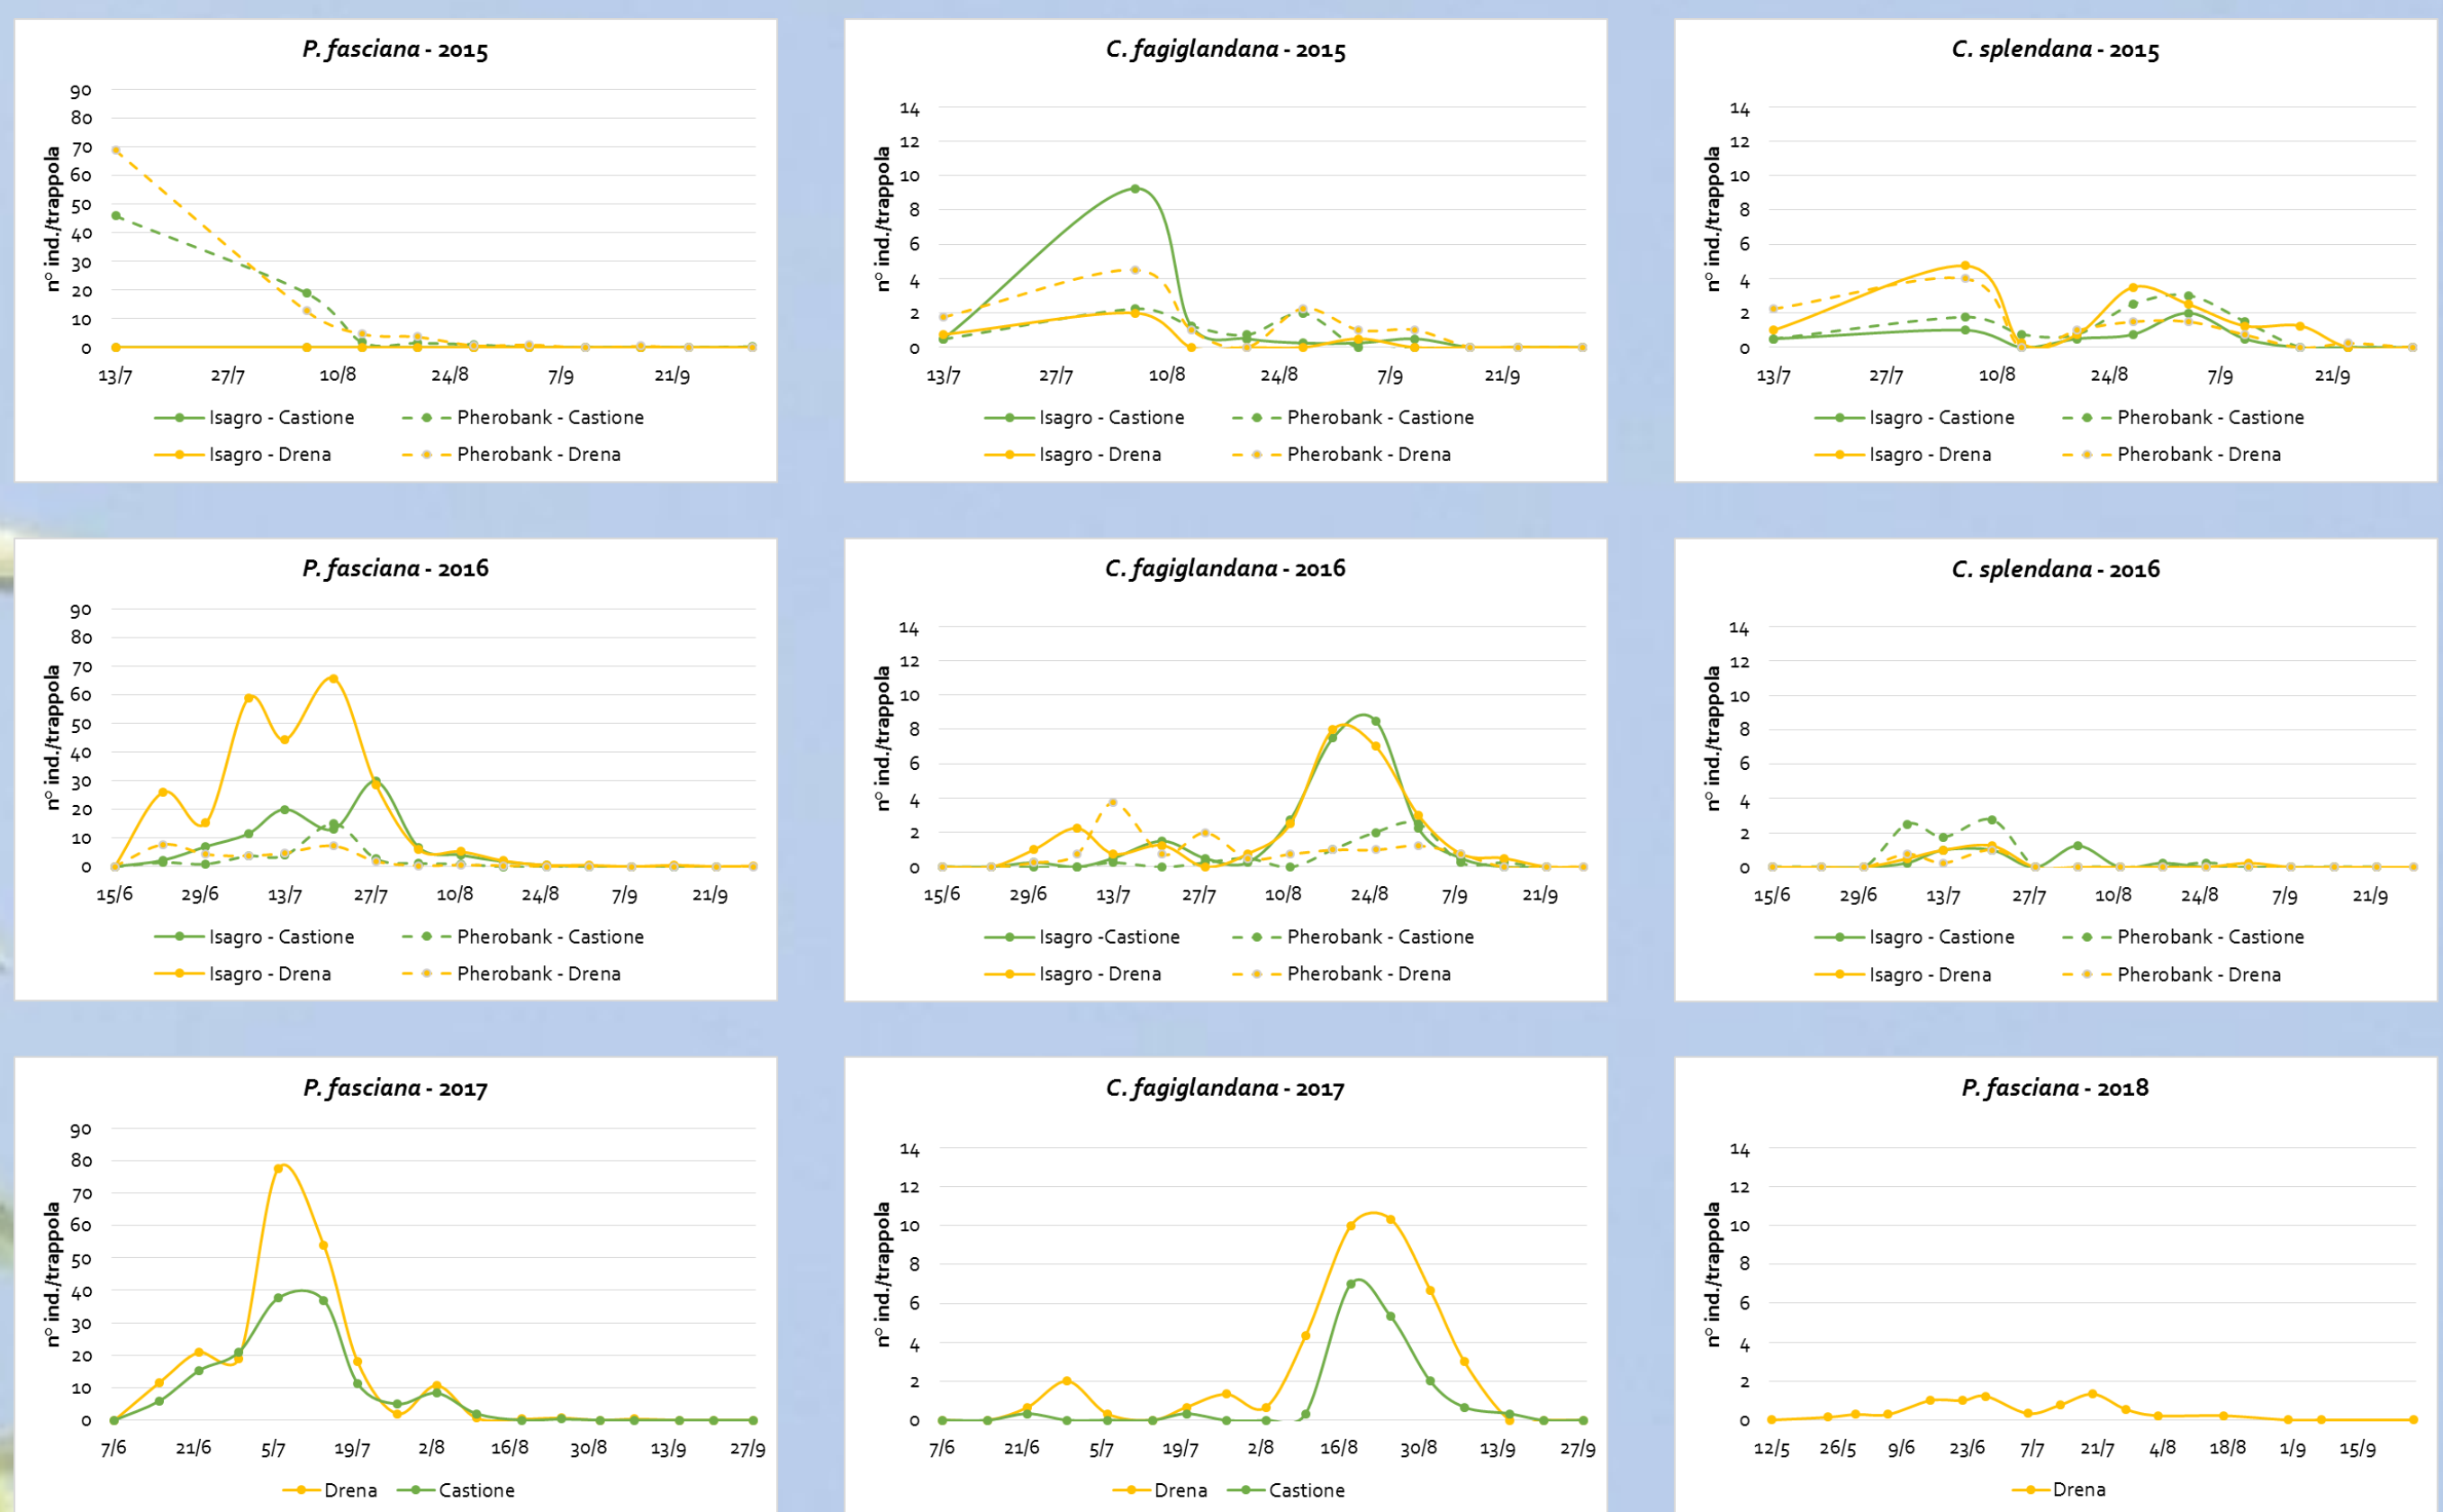 P. fasciana - 2015
n° ind./trappola
90
80
70
60
50
40
30
20
10
0
13/7 27/7 10/8 24/8 7/9 21/9
Isagro - Castione Pherobank - Castione
Isagro - Drena Pherobank - Drena
C. fagiglandana - 2015
n° ind./trappola
14
12
10
8
6
4
2
0
13/7 27/7 10/8 24/8 7/9 21/9
Isagro - Castione Pherobank - Castione
Isagro - Drena Pherobank - Drena
C. splendana - 2015
n° ind./trappola
14
12
10
8
6
4
2
0
13/7 27/7 10/8 24/8 7/9 21/9
Isagro - Castione Pherobank - Castione
Isagro - Drena Pherobank - Drena
P. fasciana - 2016
n° ind./trappola
90
80
70
60
50
40
30
20
10
0
15/6 29/6 13/7 27/7 10/8 24/8 7/9 21/9
Isagro - Castione Pherobank - Castione
Isagro - Drena Pherobank - Drena
C. fagiglandana - 2016
n° ind./trappola
14
12
10
8
6
4
2
0
15/6 29/6 13/7 27/7 10/8 24/8 7/9 21/9
Isagro -Castione Pherobank - Castione
Isagro - Drena Pherobank - Drena
C. splendana - 2016
n° ind./trappola
14
12
10
8
6
4
2
0
15/6 29/6 13/7 27/7 10/8 24/8 7/9 21/9
Isagro - Castione Pherobank - Castione
Isagro - Drena Pherobank - Drena
P. fasciana - 2017
n° ind./trappola
90
80
70
60
50
40
30
20
10
0
7/6 21/6 5/7 19/7 2/8 16/8 30/8 13/9 27/9
Drena Castione
C. fagiglandana - 2017
n° ind./trappola
14
12
10
8
6
4
2
0
7/6 21/6 5/7 19/7 2/8 16/8 30/8 13/9 27/9
Drena Castione
P. fasciana - 2018
n° ind./trappola
14
12
10
8
6
4
2
0
12/5 26/5 9/6 23/6 7/7 21/7 4/8 18/8 1/9 15/9
Drena